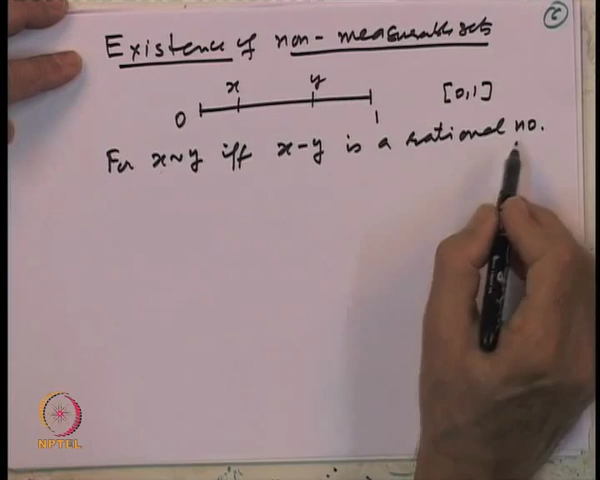 Existence of non-measurable sets
x y [0,1]
0 1
For x~y iff x-y is a rational no.
NPTEL